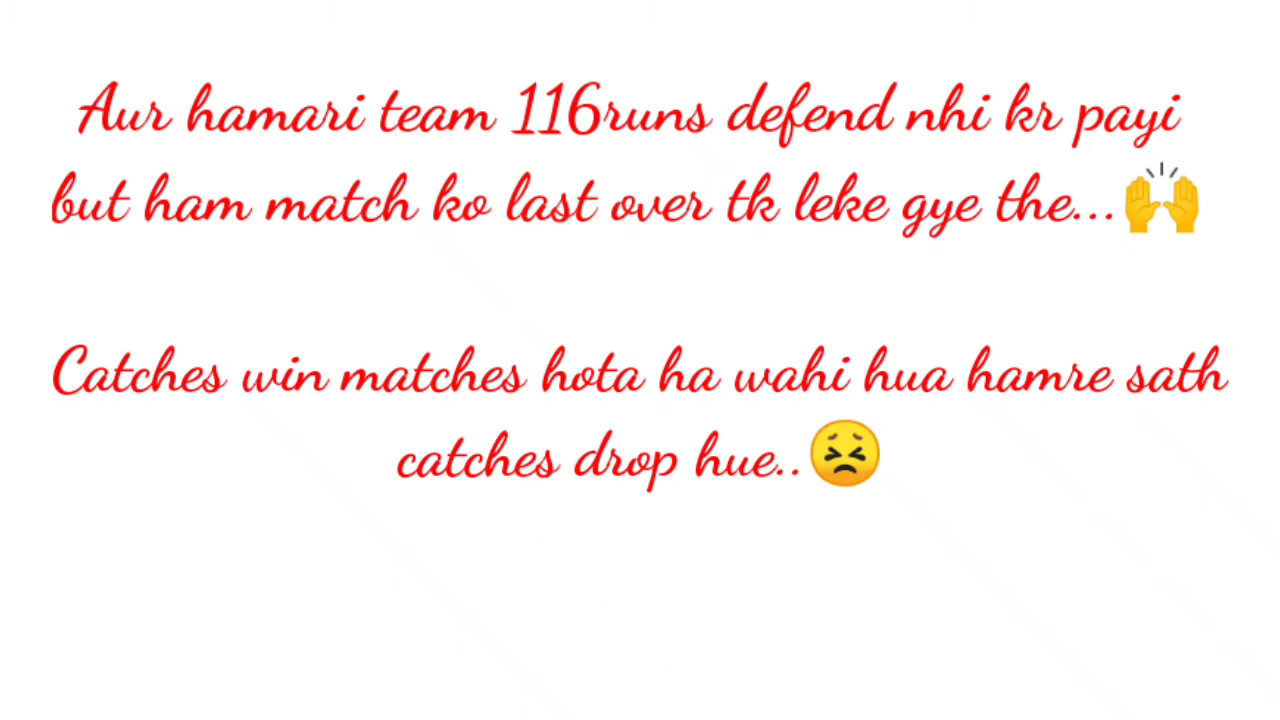 Aur hamari team 116runs defend nhi kr payi
but ham match ko last over tk leke gye the...🙌
Catches win matches hota ha wahi hua hamre sath
catches drop hue..😣